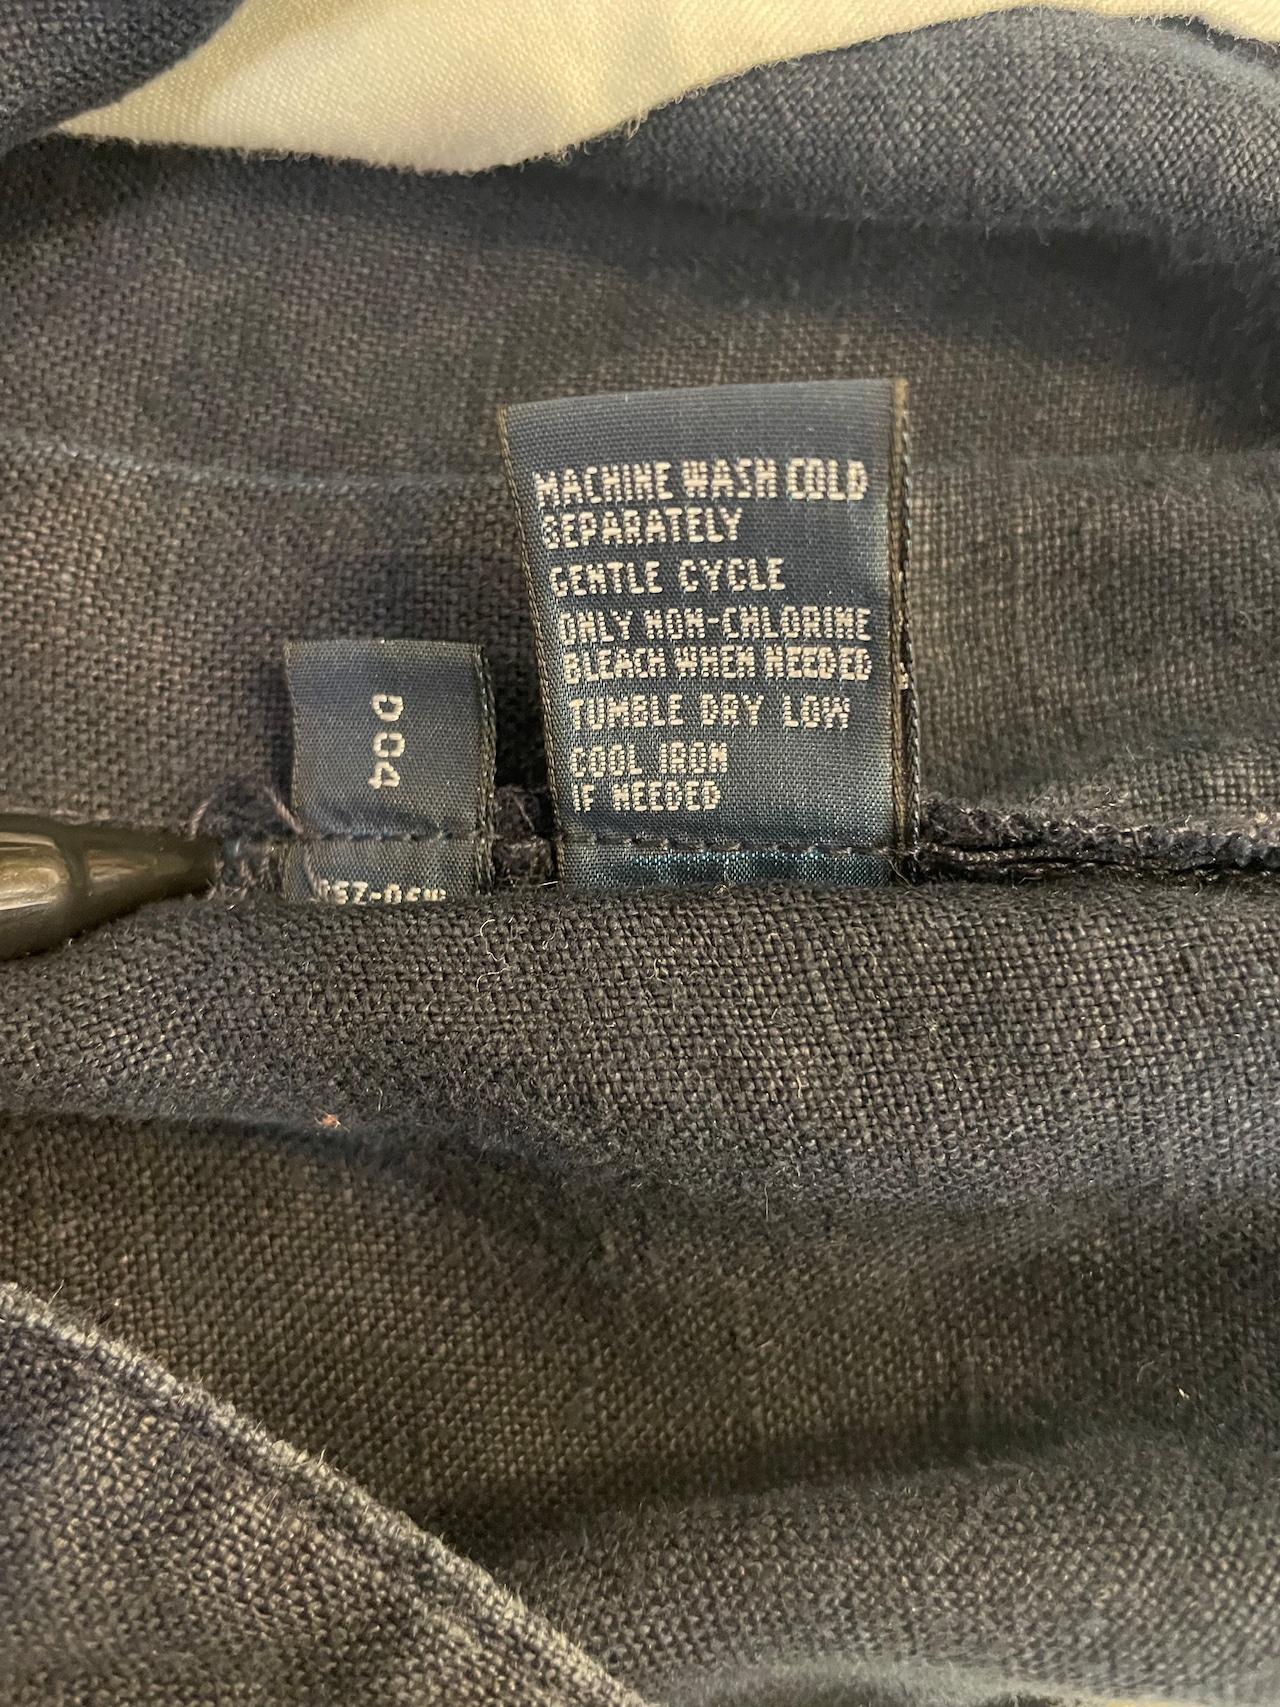 MACHINE WASH COLD
SEPARATELY
GENTLE CYCLE
ONLY NON-CHLORINE
BLEACH WHEN NEEDED
TUMBLE DRY LOW
COOL IRON
IF NEEDED
D04